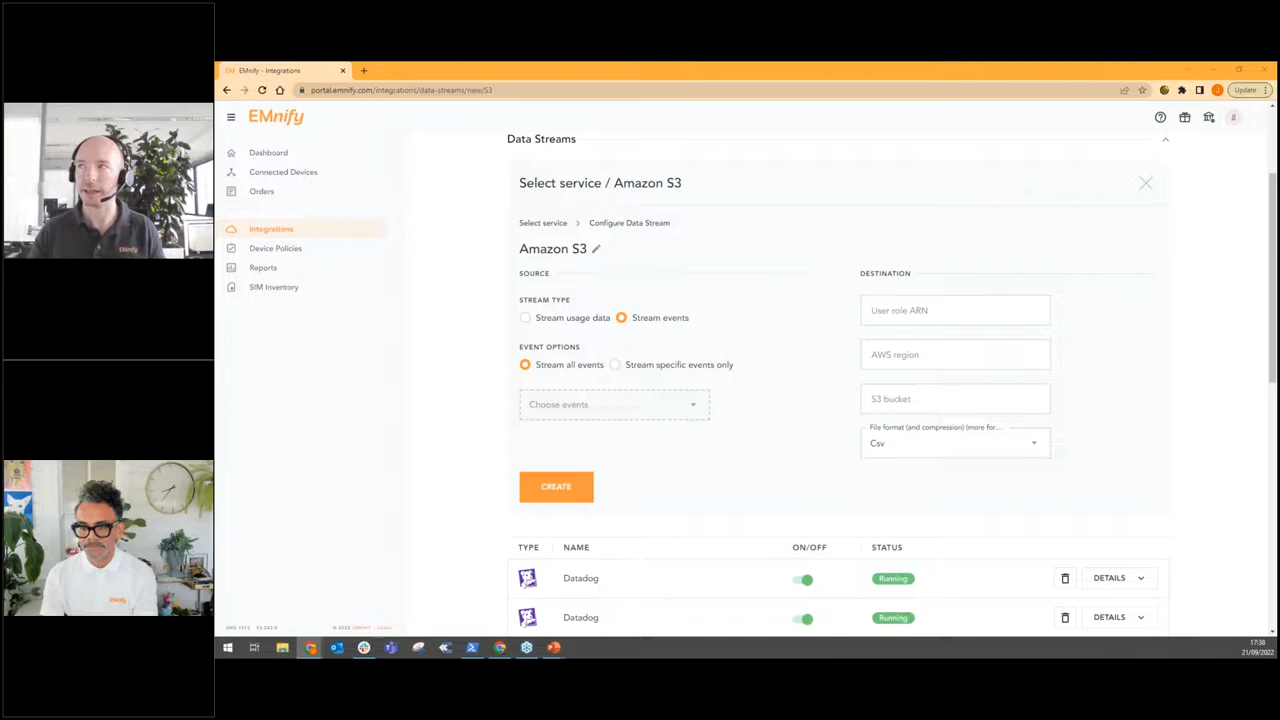 EMnify - Integrations
portal.emnify.com/integrations/data-streams/new/S3
Update
EMnify
Dashboard
Connected Devices
Orders
Integrations
Device Policies
Reports
SIM Inventory
Data Streams
Select service / Amazon S3
Select service > Configure Data Stream
Amazon S3
SOURCE
DESTINATION
STREAM TYPE
Stream usage data
Stream events
EVENT OPTIONS
Stream all events
Stream specific events only
Choose events
User role ARN
AWS region
S3 bucket
File format (and compression) (more for...
Csv
CREATE
TYPE NAME ON/OFF STATUS
Datadog Running DETAILS
Datadog Running DETAILS
17:38
21/09/2022